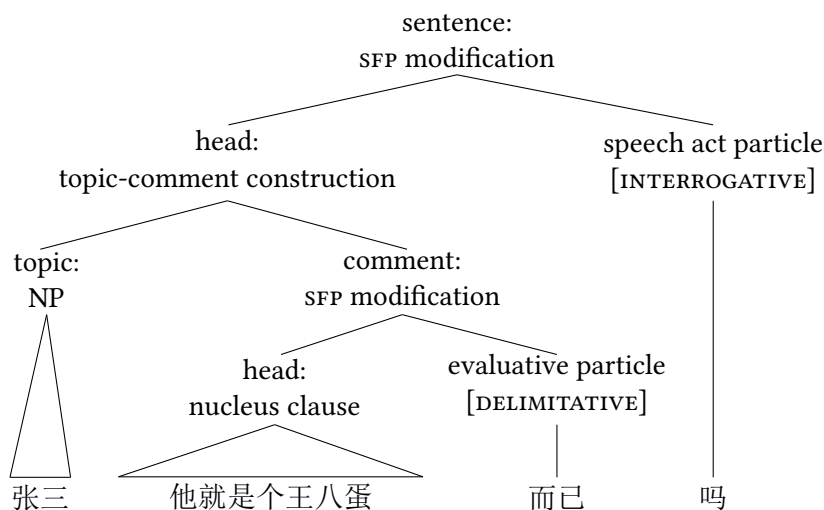 sentence:
SFP modification
head:
topic-comment construction
speech act particle
[INTERROGATIVE]
topic:
NP
comment:
SFP modification
head:
nucleus clause
evaluative particle
[DELIMITATIVE]
张三 他就是个王八蛋 而已 吗